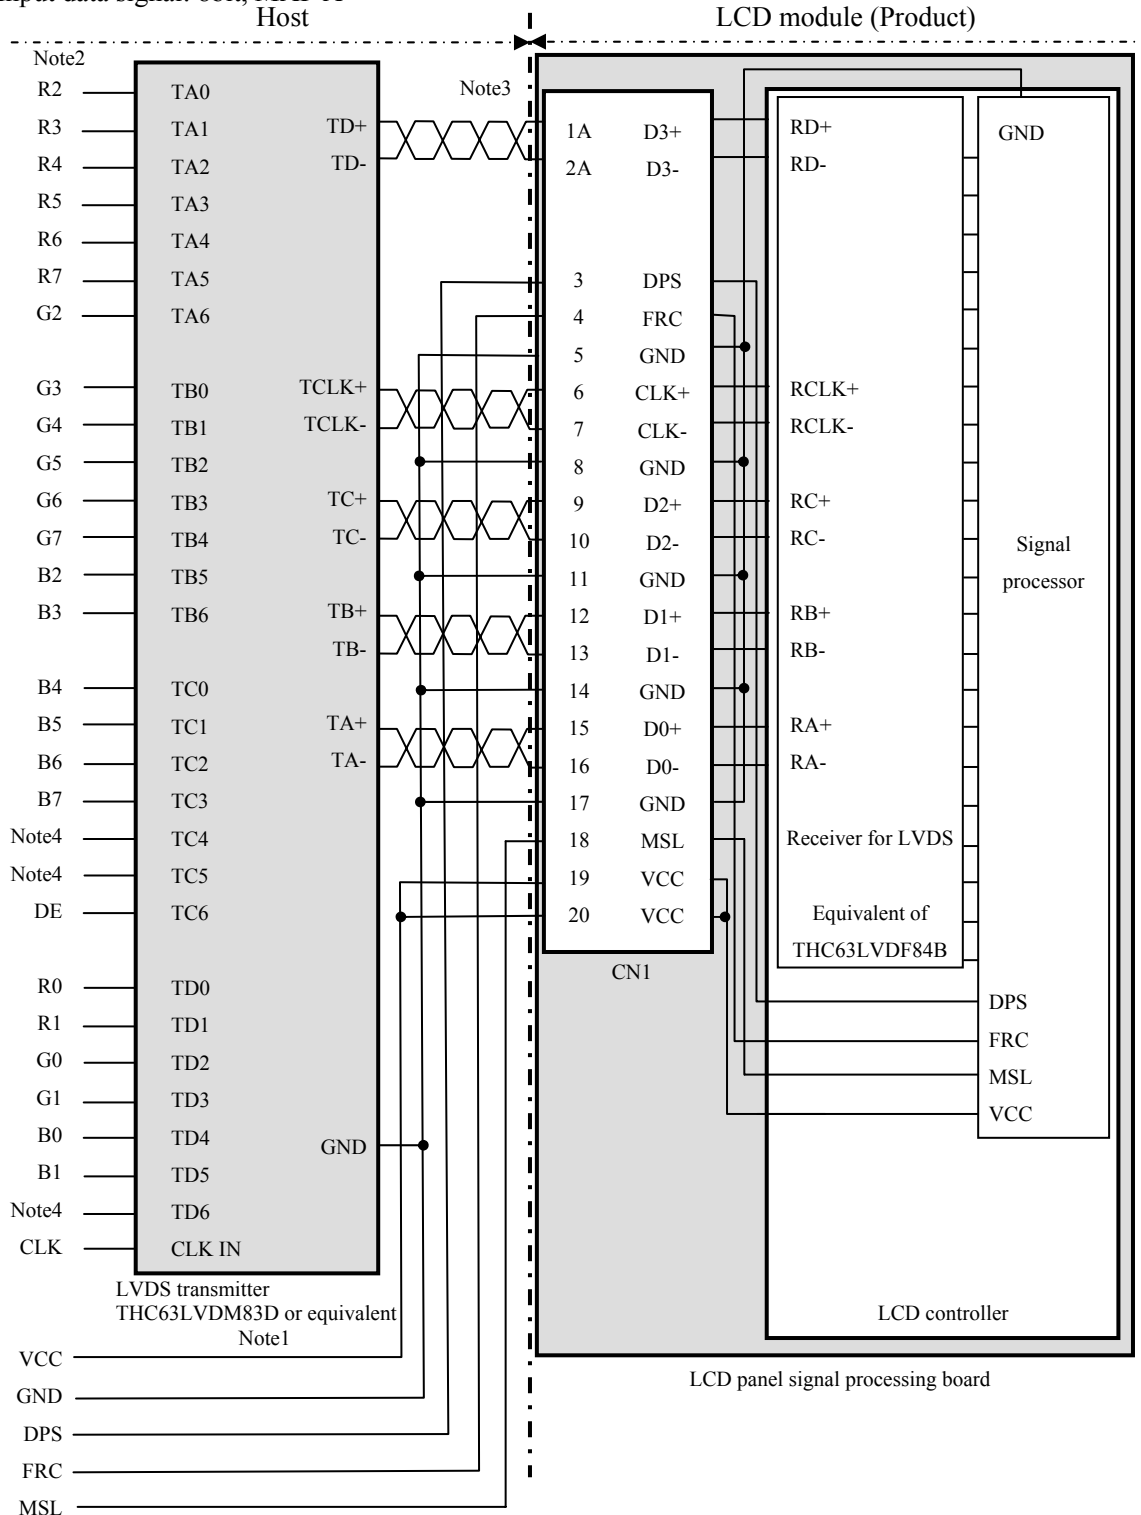 Host
LCD module (Product)
Note2
Note3
R2 TA0
R3 TA1 TD+ 1A D3+ RD+ GND
R4 TA2 TD- 2A D3- RD-
R5 TA3
R6 TA4
R7 TA5 3 DPS
G2 TA6 4 FRC
5 GND
G3 TB0 TCLK+ 6 CLK+ RCLK+
G4 TB1 TCLK- 7 CLK- RCLK-
G5 TB2 8 GND
G6 TB3 TC+ 9 D2+ RC+
G7 TB4 TC- 10 D2- RC- Signal
B2 TB5 11 GND processor
B3 TB6 TB+ 12 D1+ RB+
TB- 13 D1- RB-
B4 TC0 14 GND
B5 TC1 TA+ 15 D0+ RA+
B6 TC2 TA- 16 D0- RA-
B7 TC3 17 GND
Note4 TC4 18 MSL Receiver for LVDS
Note4 TC5 19 VCC
DE TC6 20 VCC Equivalent of
THC63LVDF84B
CN1
R0 TD0 DPS
R1 TD1 FRC
G0 TD2 MSL
G1 TD3 VCC
B0 TD4 GND
B1 TD5
Note4 TD6
CLK CLK IN
LVDS transmitter
THC63LVDM83D or equivalent
Note1
LCD controller
VCC
LCD panel signal processing board
GND
DPS
FRC
MSL